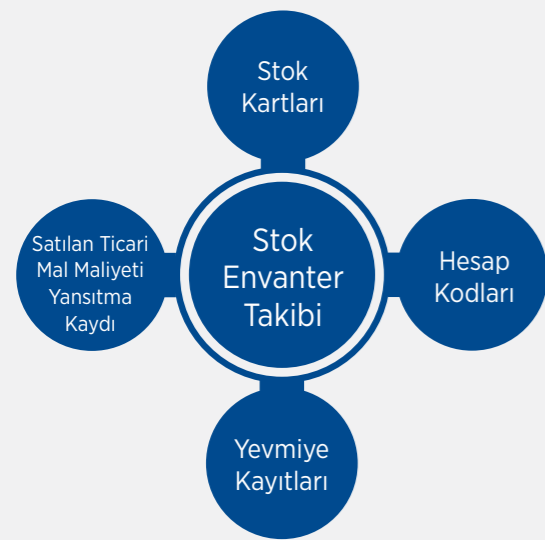 Stok
Kartları
Satılan Ticari
Mal Maliyeti
Yansıtma
Kaydı
Stok
Envanter
Takibi
Hesap
Kodları
Yevmiye
Kayıtları